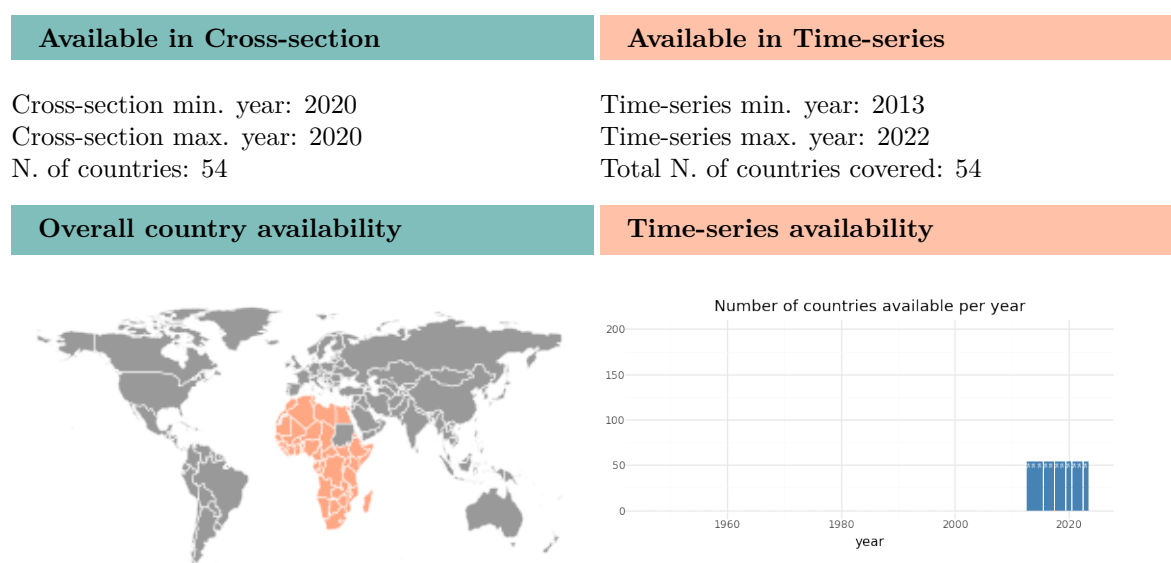 Available in Cross-section
Available in Time-series
Cross-section min. year: 2020
Cross-section max. year: 2020
N. of countries: 54
Time-series min. year: 2013
Time-series max. year: 2022
Total N. of countries covered: 54
Overall country availability
Time-series availability
Number of countries available per year
200
150
100
50
0
1960
1980
2000
2020
year